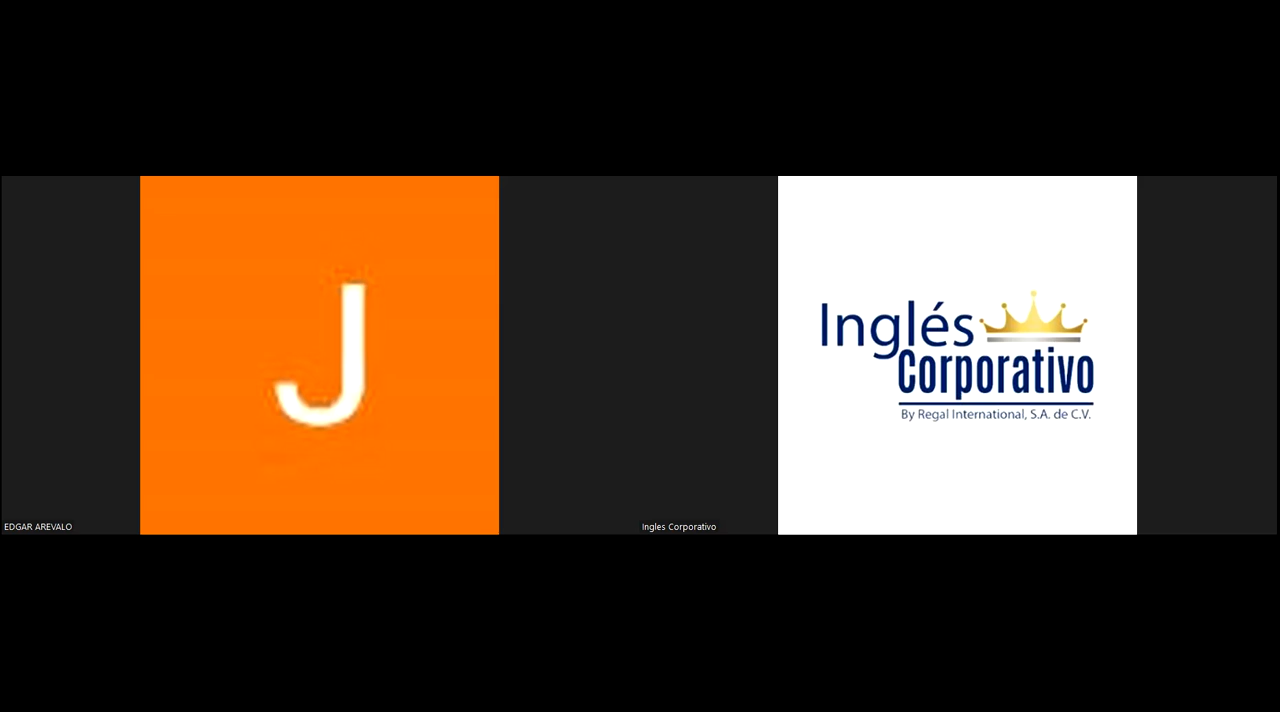 J
EDGAR AREVALO
Inglés
Corporativo
By Regal International, S.A. de C.V.
Ingles Corporativo